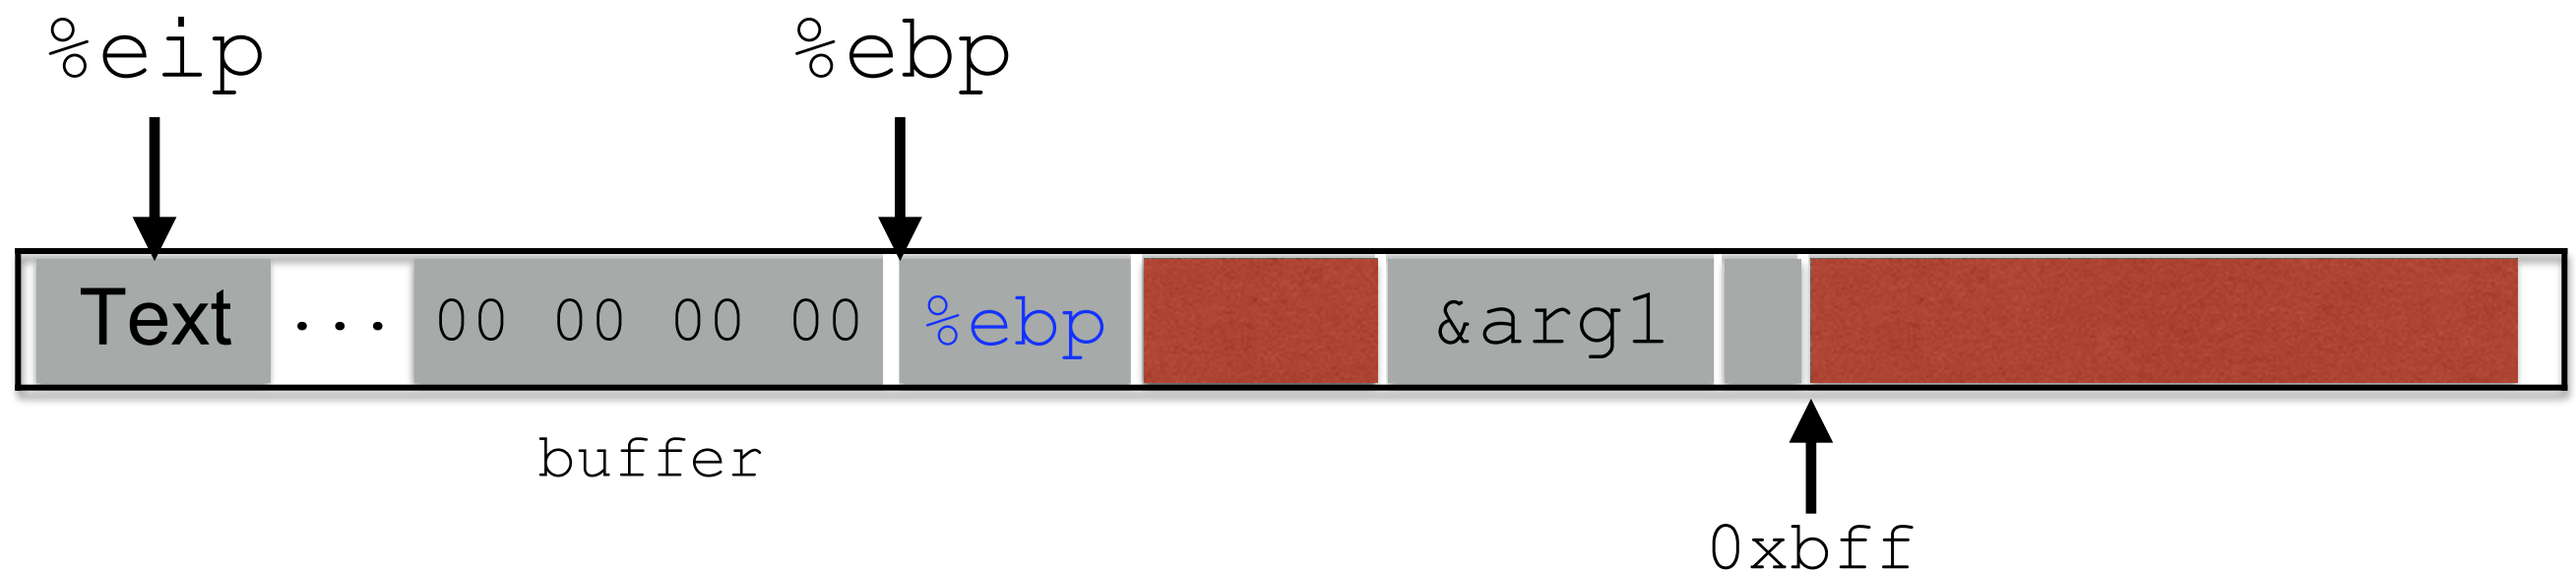 %eip %ebp
Text ... 00 00 00 00 %ebp &arg1
buffer
0xbff